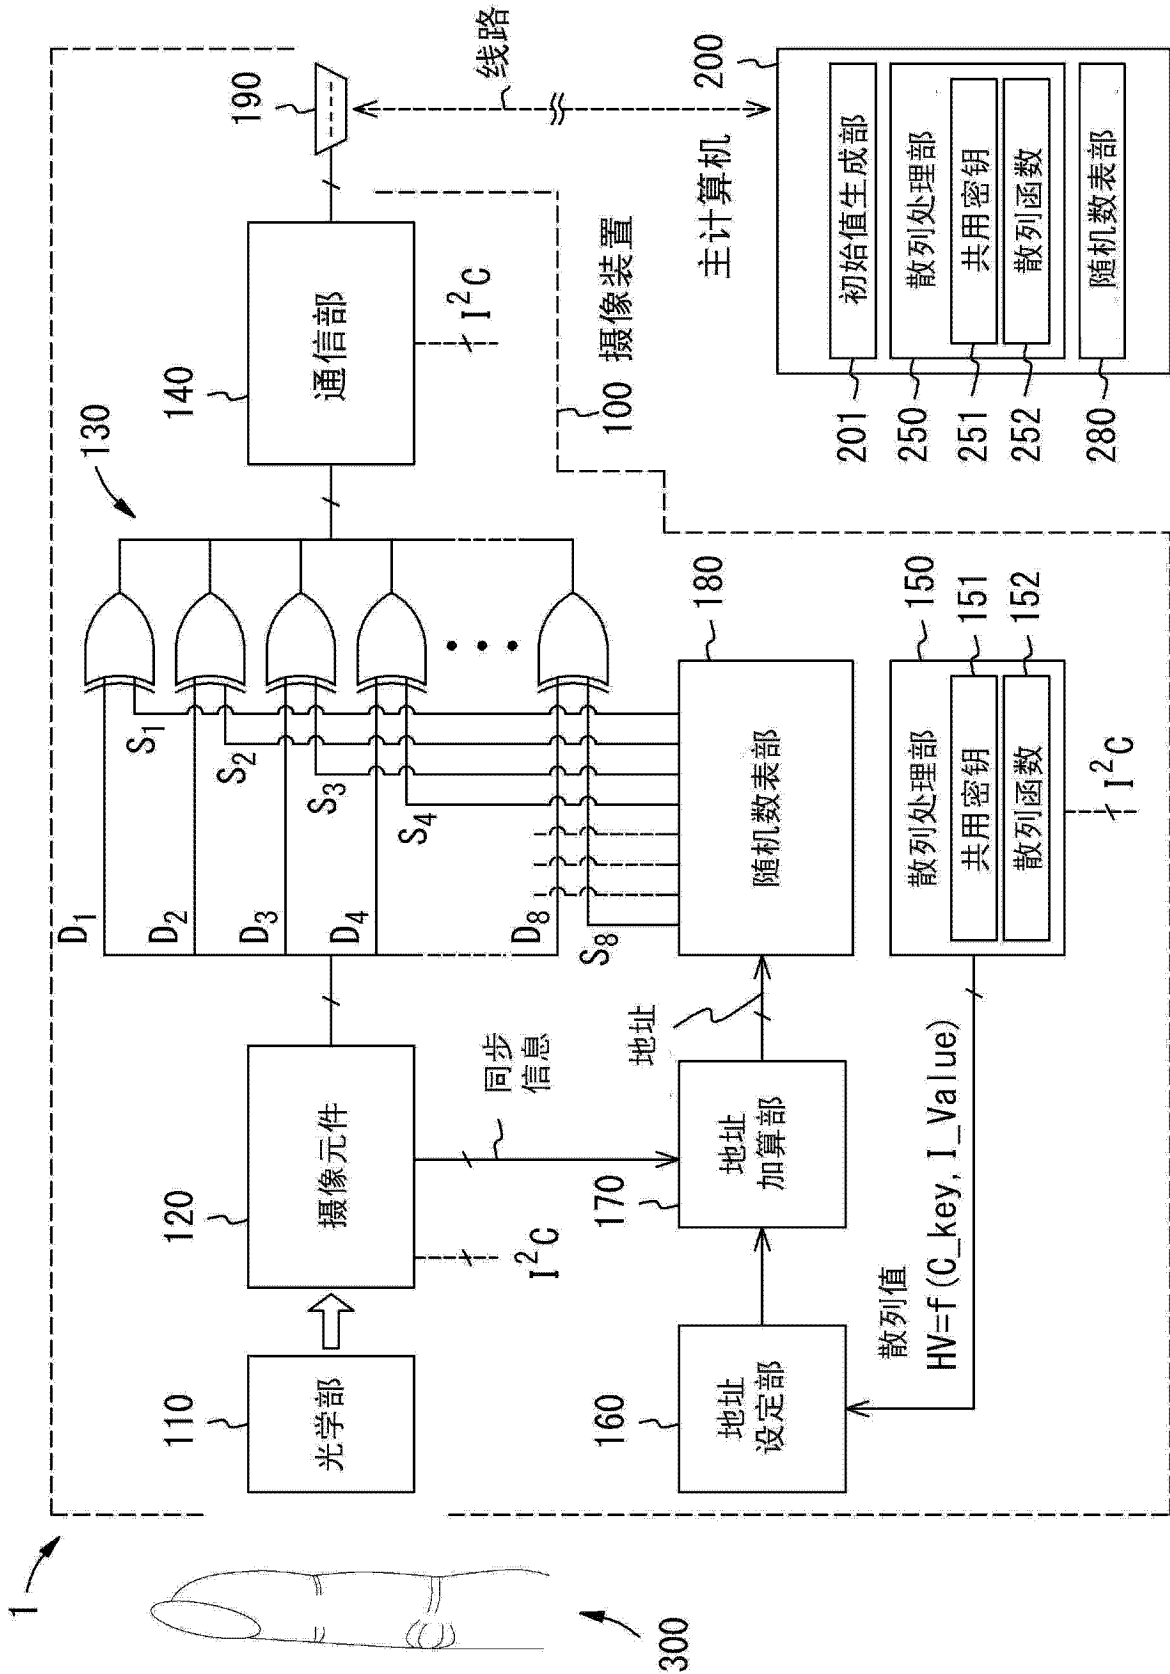 1
300
110
光学部
120
摄像元件
I²C
同步
信息
D1
D2
D3
D4
D8
S1
S2
S3
S4
S8
130
140
通信部
I²C
190
线路
100 摄像装置
160
地址
设定部
170
地址
加算部
地址
180
随机数表部
散列值
HV=f(C_key, I_Value)
150
散列处理部
151
共用密钥
152
散列函数
I²C
主计算机
200
201
初始值生成部
250
散列处理部
251
共用密钥
252
散列函数
280
随机数表部